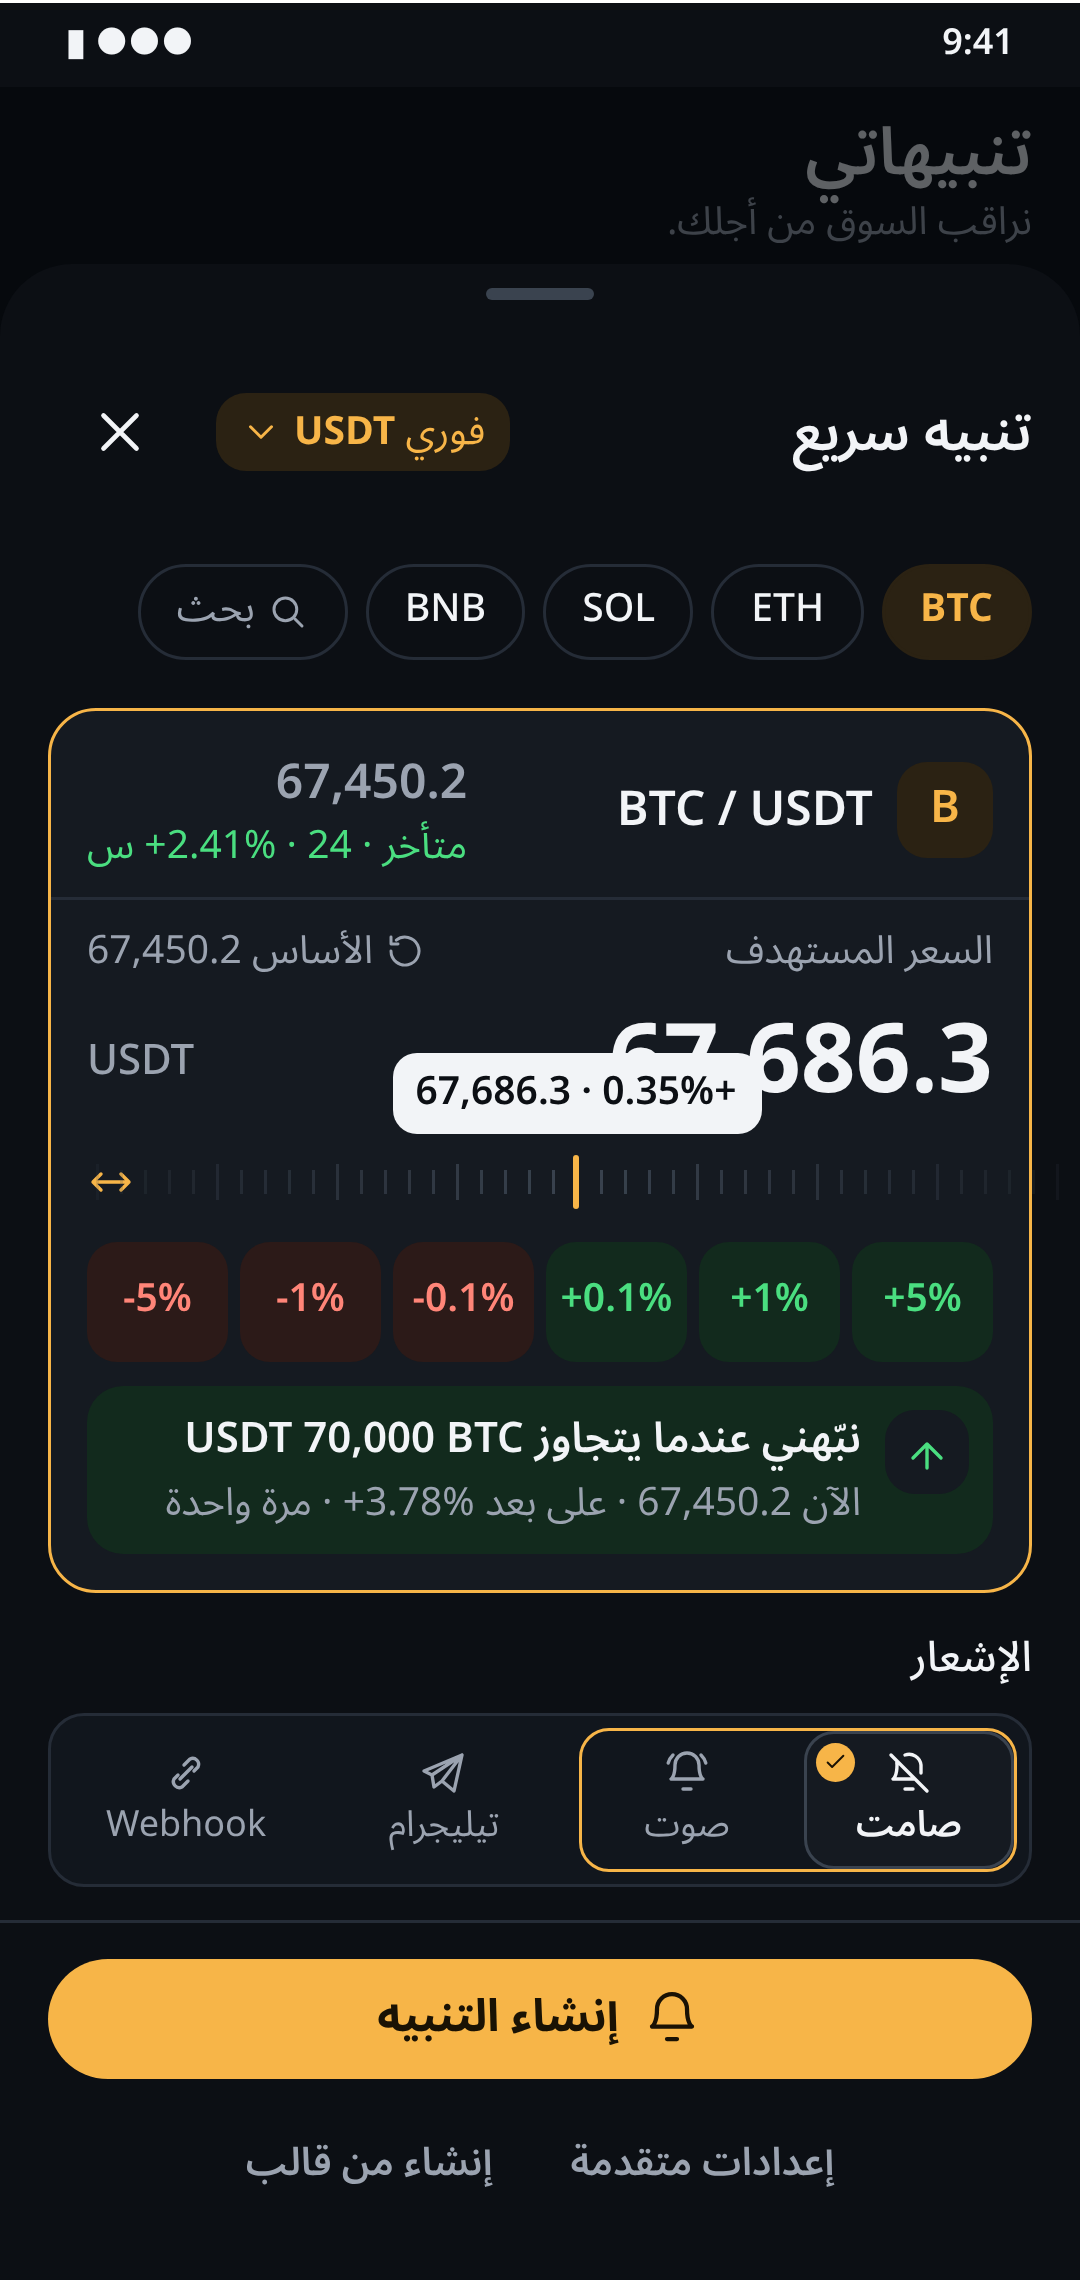 9:41
تنبيهاتي
نراقب السوق من أجلك.
تنبيه سريع
فوري USDT
BTC
ETH
SOL
BNB
بحث
B
BTC / USDT
67,450.2
متأخر · 24 · +2.41% س
السعر المستهدف
الأساس 67,450.2
67,686.3
USDT
67,686.3 · 0.35%+
-5%
-1%
-0.1%
+0.1%
+1%
+5%
نبّهني عندما يتجاوز USDT 70,000 BTC
الآن 67,450.2 · على بعد +3.78% · مرة واحدة
الإشعار
صامت
صوت
تيليجرام
Webhook
إنشاء التنبيه
إعدادات متقدمة
إنشاء من قالب